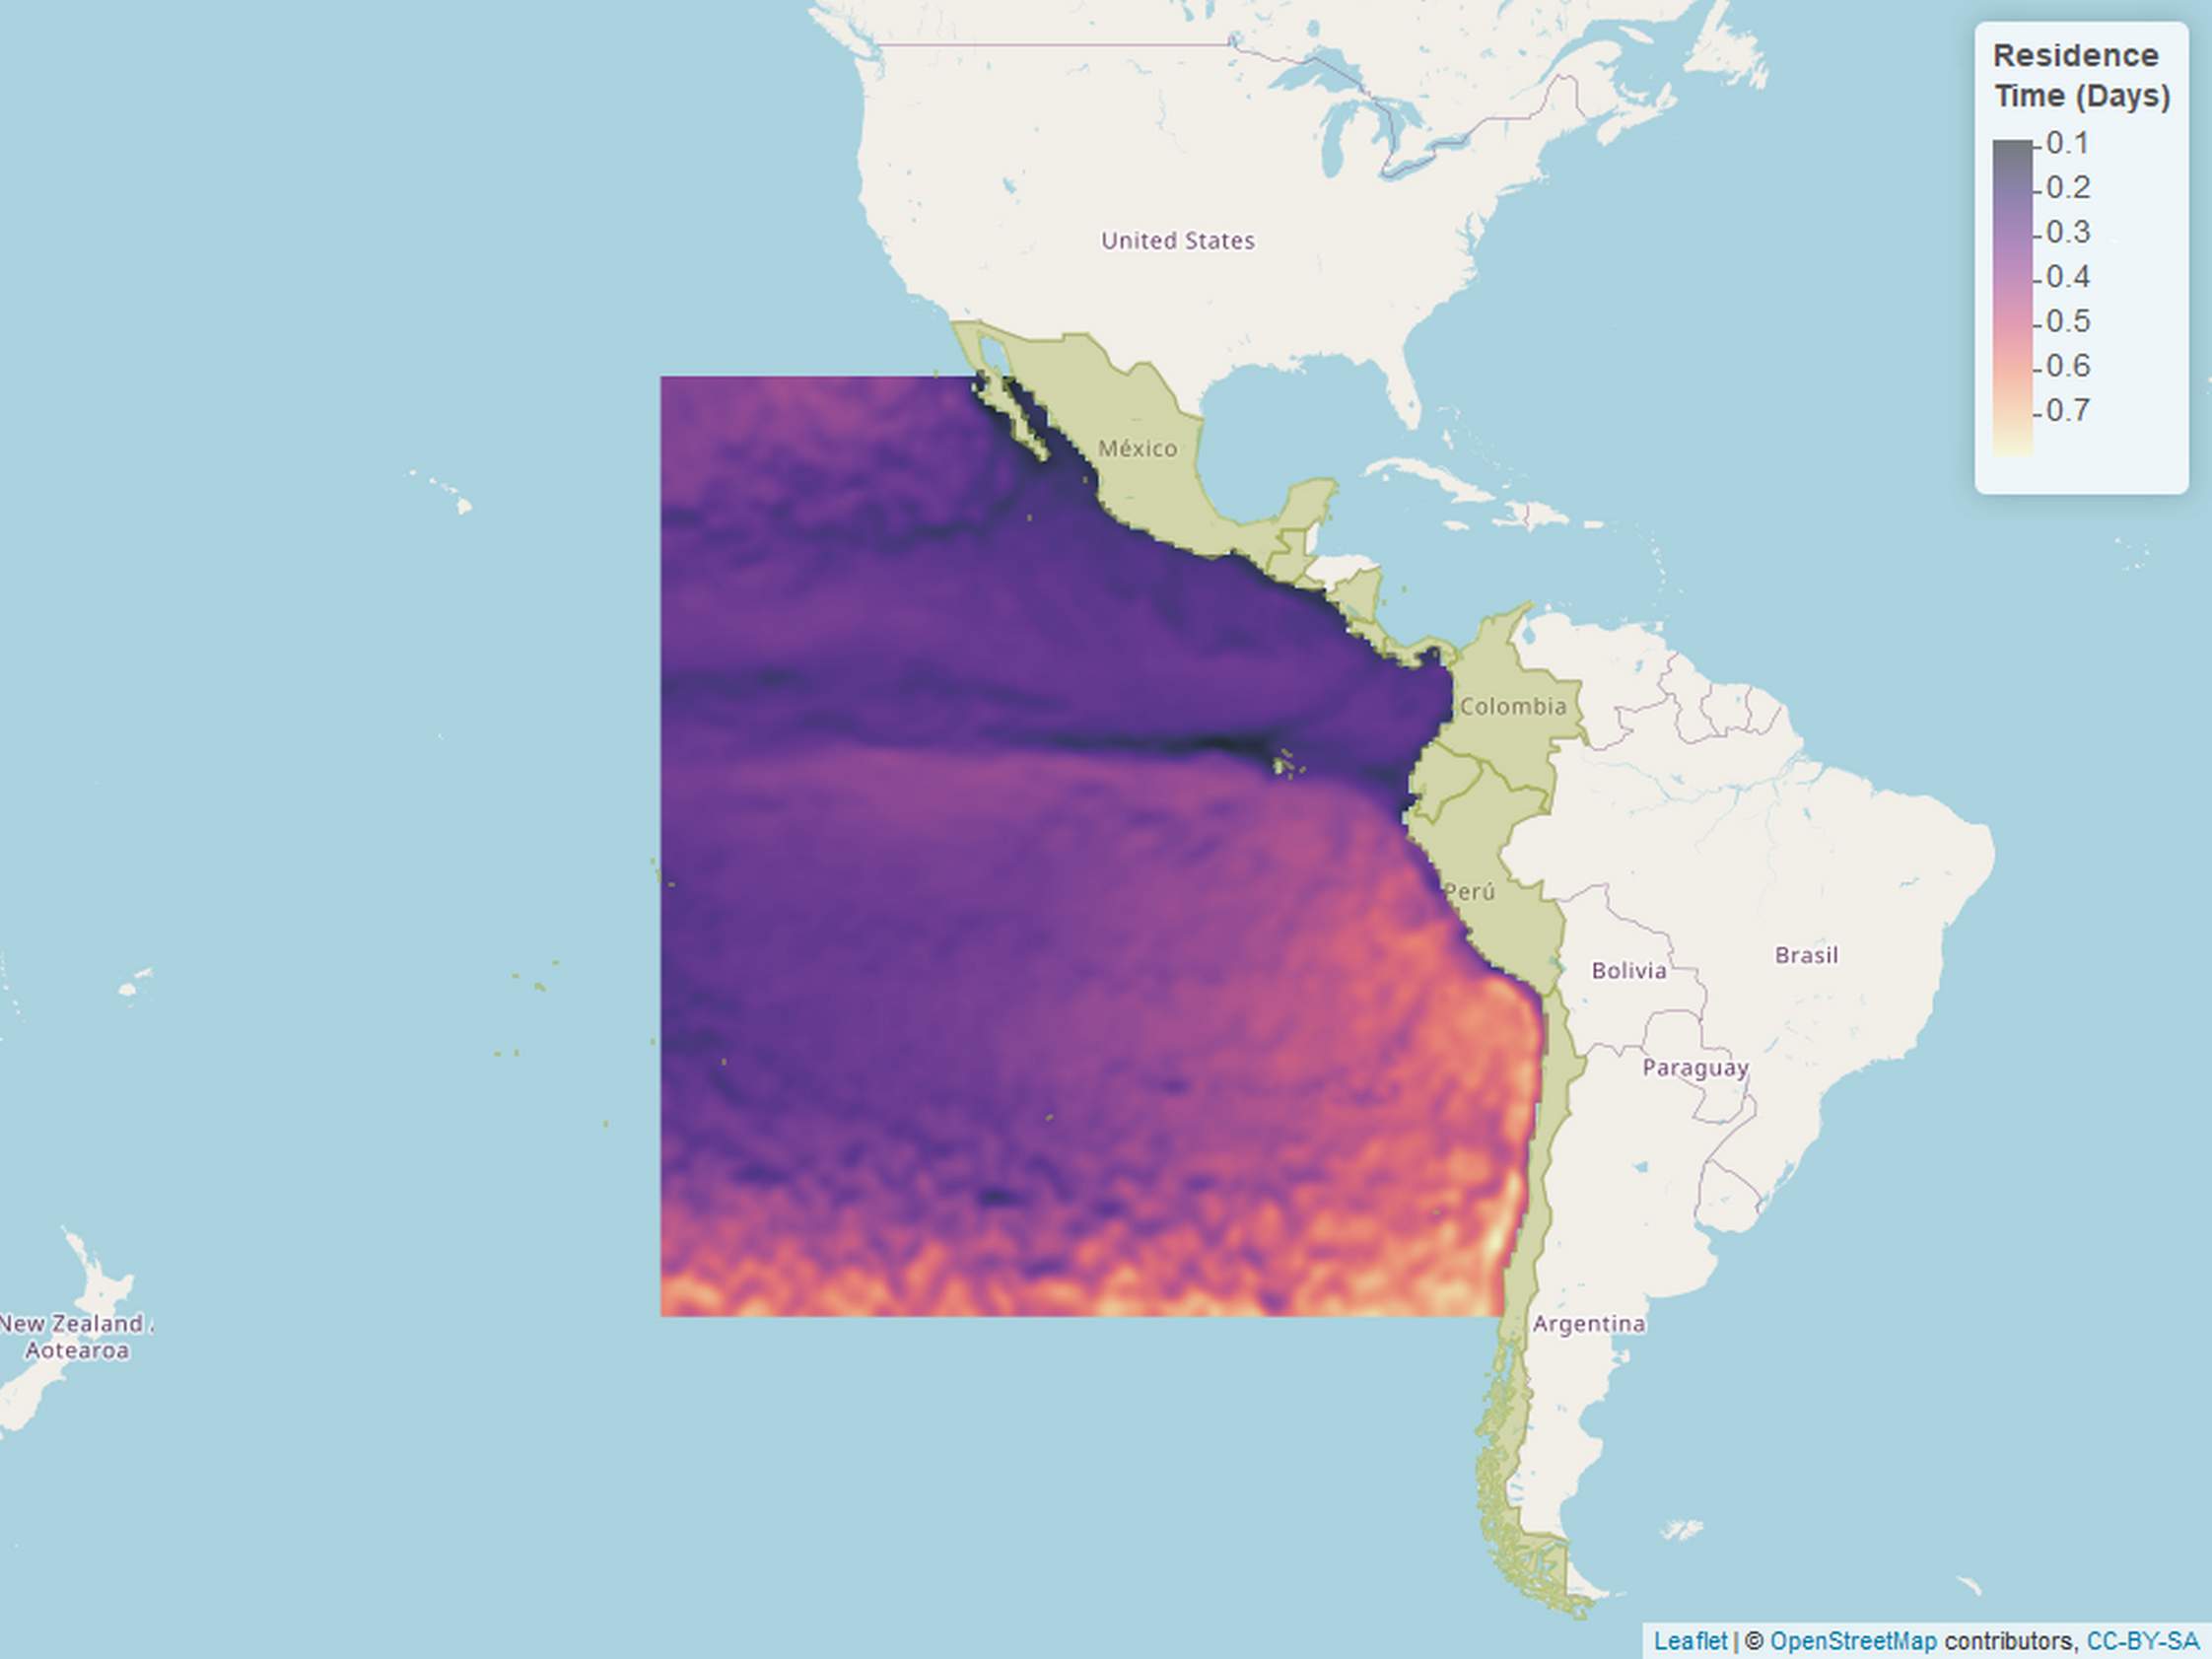 Residence
Time (Days)
0.1
0.2
0.3
0.4
0.5
0.6
0.7
United States
México
Colombia
Perú
Bolivia
Brasil
Paraguay
Argentina
New Zealand /
Aotearoa
Leaflet | © OpenStreetMap contributors, CC-BY-SA